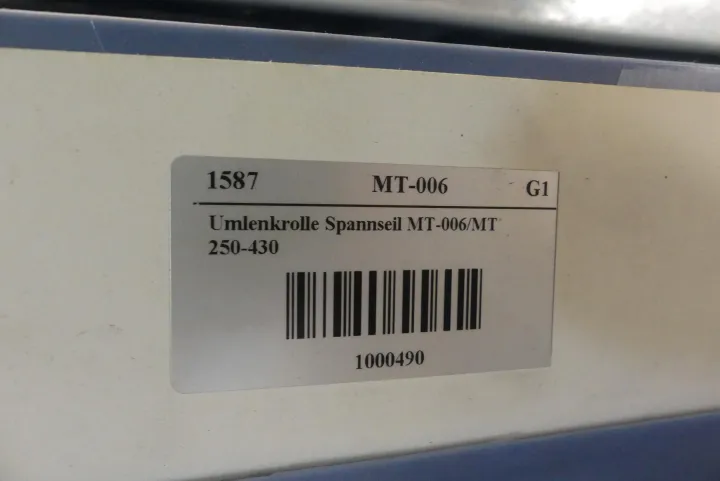 1587 MT-006 G1
Umlenkrolle Spannseil MT-006/MT
250-430
1000490